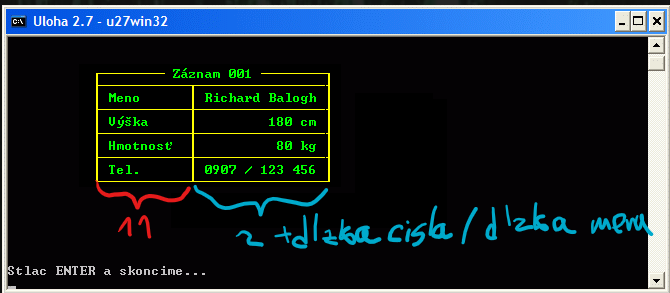 Uloha 2.7 - u27win32
Záznam 001
Meno Richard Balogh
Výška 180 cm
Hmotnosť 80 kg
Tel. 0907 / 123 456
11
2 + dlzka cisla / dlzka mena
Stlac ENTER a skoncime...